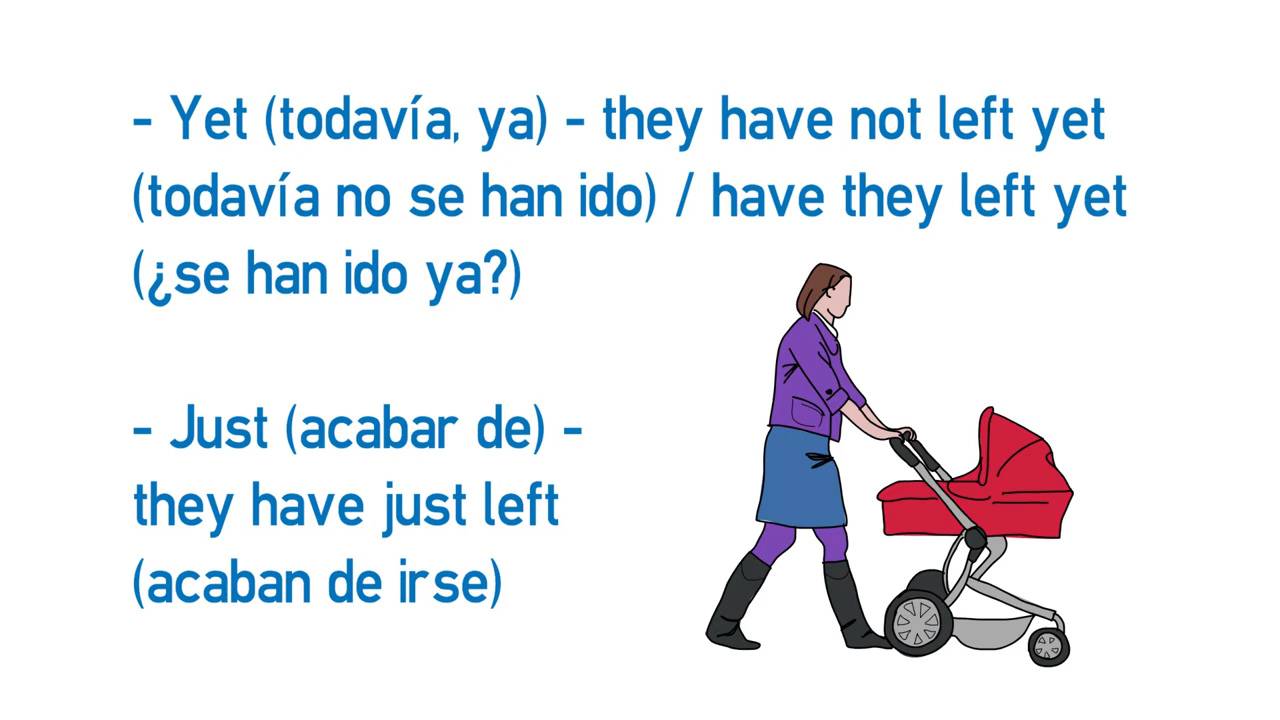 - Yet (todavía, ya) - they have not left yet
(todavía no se han ido) / have they left yet
(¿se han ido ya?)
- Just (acabar de) -
they have just left
(acaban de irse)